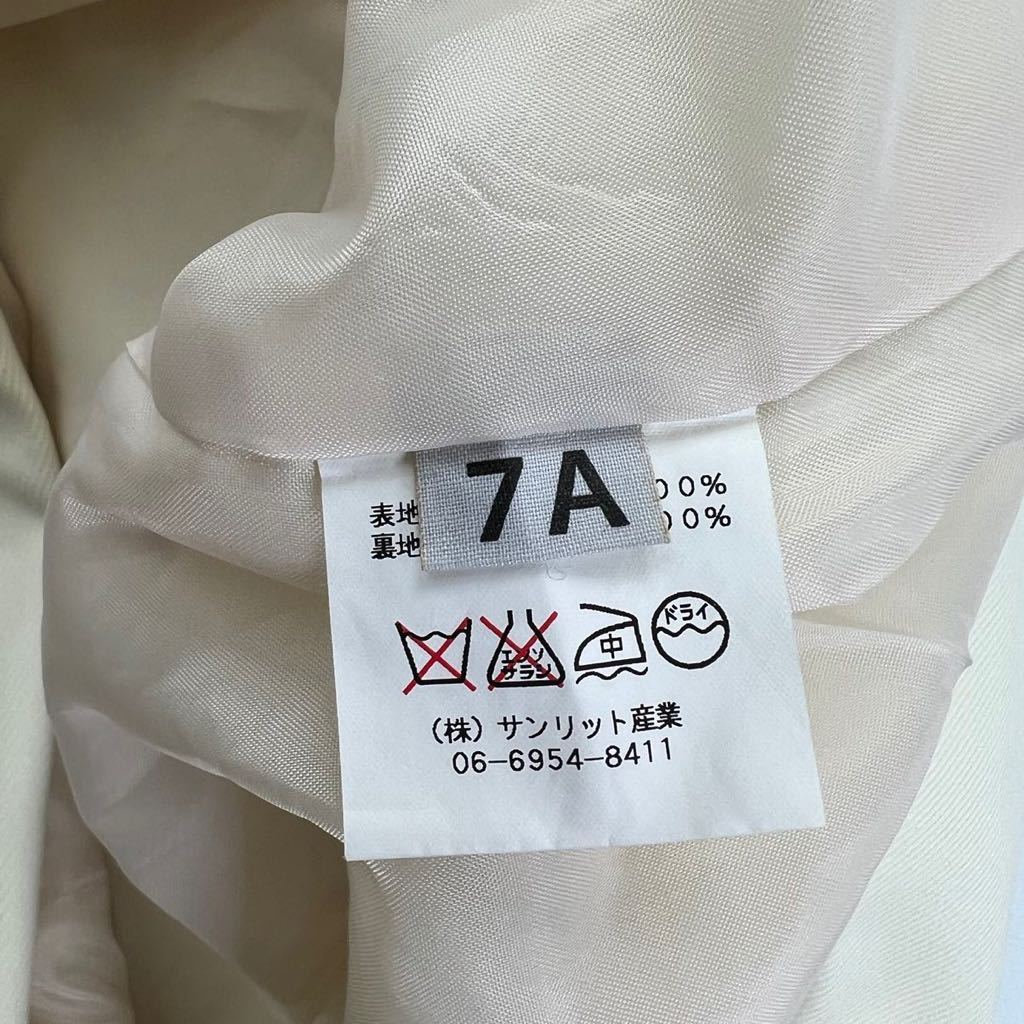 7A
表地 00%
裏地 00%
エンソ
サラシ
中
ドライ
(株) サンリット産業
06-6954-8411